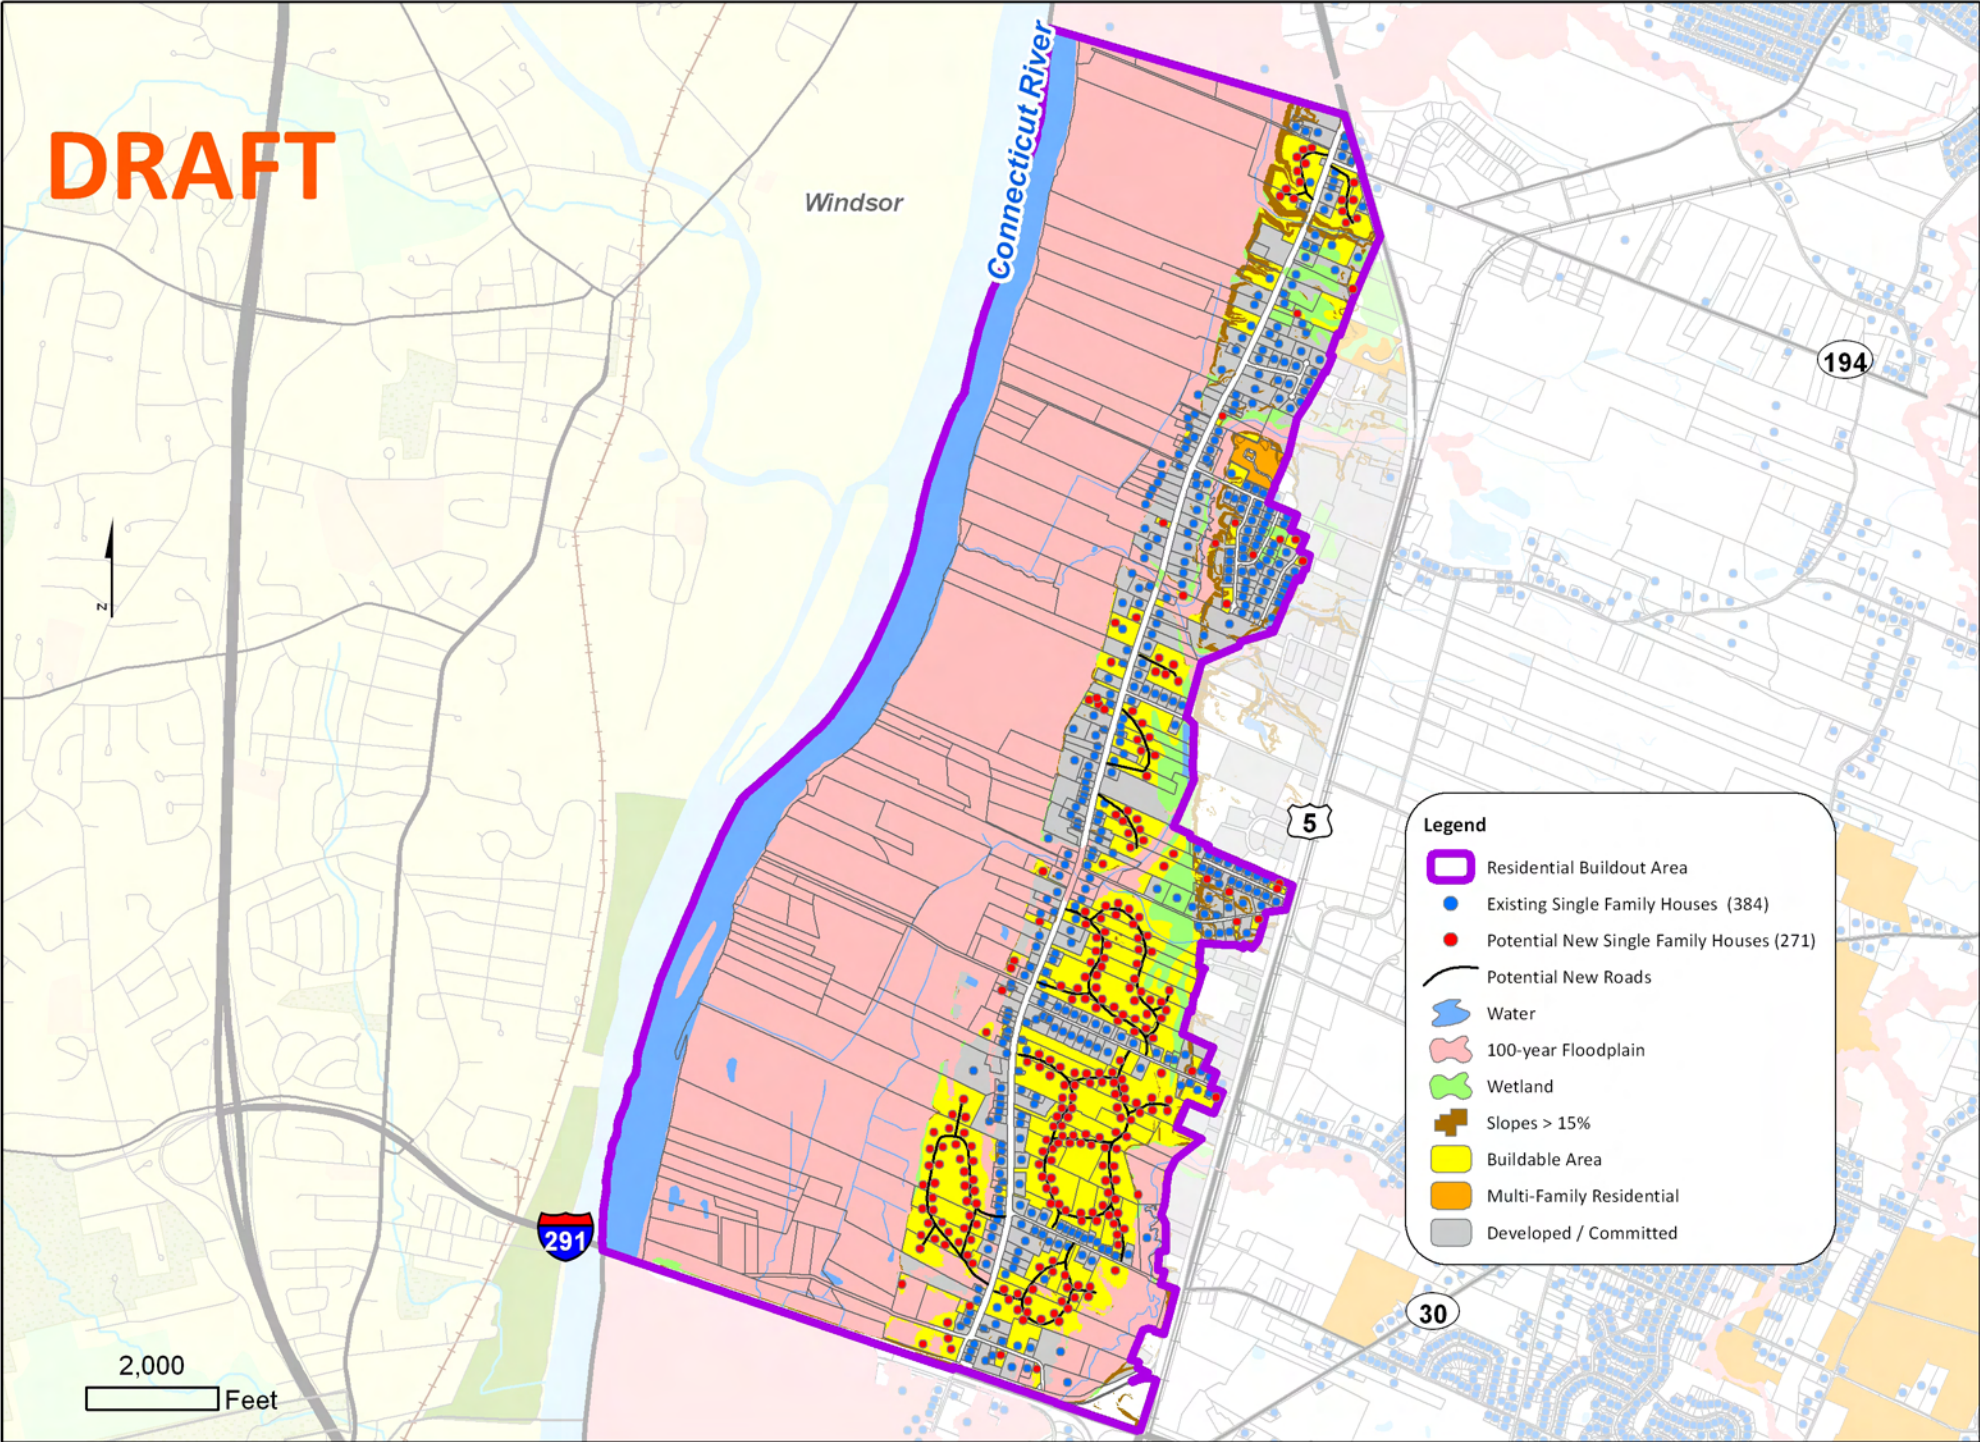 DRAFT
Connecticut River
Windsor
194
5
Z
291
30
2,000
Feet
Legend
Residential Buildout Area
Existing Single Family Houses (384)
Potential New Single Family Houses (271)
Potential New Roads
Water
100-year Floodplain
Wetland
Slopes > 15%
Buildable Area
Multi-Family Residential
Developed / Committed